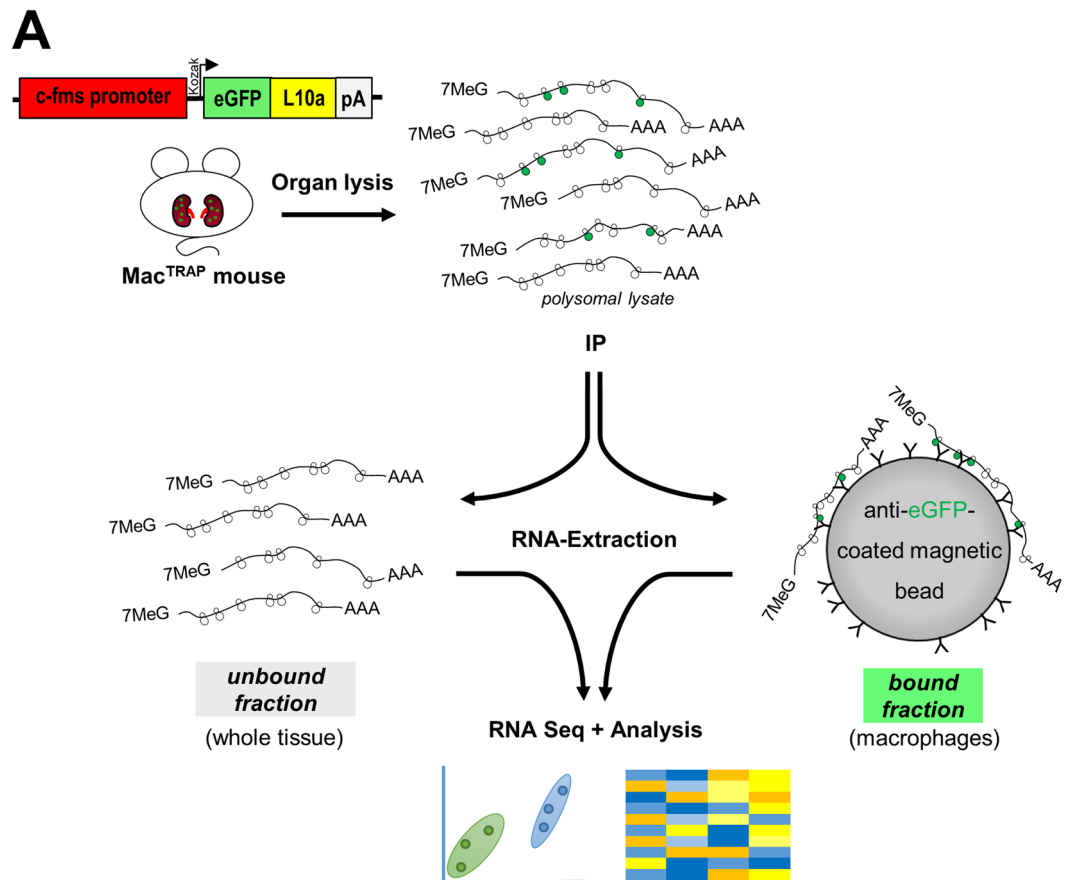 A
c-fms promoter
Kozak
eGFP
L10a
pA
Organ lysis
Mac^TRAP mouse
7MeG
AAA
7MeG
AAA
7MeG
AAA
7MeG
AAA
7MeG
AAA
7MeG
AAA
polysomal lysate
IP
7MeG
AAA
7MeG
AAA
7MeG
AAA
7MeG
AAA
unbound
fraction
(whole tissue)
RNA-Extraction
7MeG
AAA
7MeG
AAA
anti-eGFP-
coated magnetic
bead
bound
fraction
(macrophages)
RNA Seq + Analysis